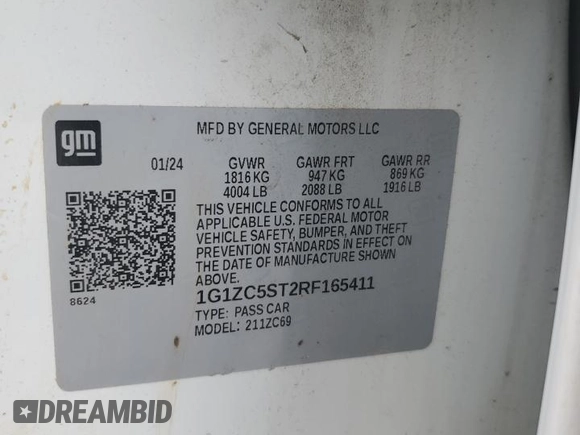 MFD BY GENERAL MOTORS LLC
gm
01/24 GVWR GAWR FRT GAWR RR
1816 KG 947 KG 869 KG
4004 LB 2088 LB 1916 LB
THIS VEHICLE CONFORMS TO ALL
APPLICABLE U.S. FEDERAL MOTOR
VEHICLE SAFETY, BUMPER, AND THEFT
PREVENTION STANDARDS IN EFFECT ON
THE DATE OF MANUFACTURE SHOWN
ABOVE.
8624
1G1ZC5ST2RF165411
TYPE: PASS CAR
MODEL: 211ZC69
DREAMBID